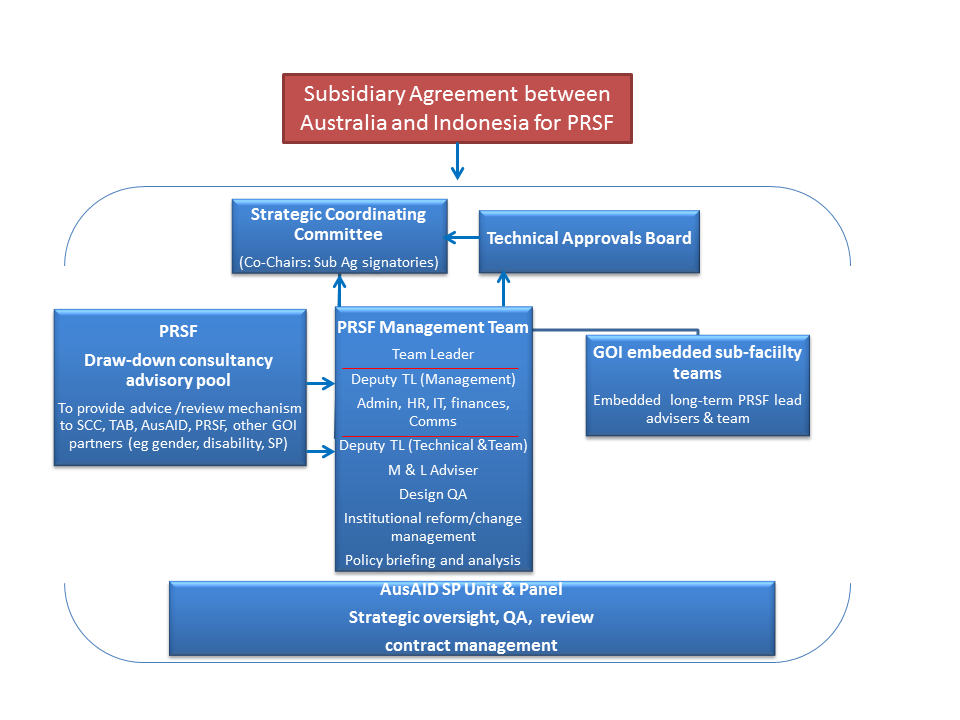 Subsidiary Agreement between
Australia and Indonesia for PRSF
Strategic Coordinating
Committee
(Co-Chairs: Sub Ag signatories)
Technical Approvals Board
PRSF
Draw-down consultancy
advisory pool
To provide advice /review mechanism
to SCC, TAB, AusAID, PRSF, other GOI
partners (eg gender, disability, SP)
PRSF Management Team
Team Leader
Deputy TL (Management)
Admin, HR, IT, finances,
Comms
Deputy TL (Technical &Team)
M & L Adviser
Design QA
Institutional reform/change
management
Policy briefing and analysis
GOI embedded sub-faciilty
teams
Embedded long-term PRSF lead
advisers & team
AusAID SP Unit & Panel
Strategic oversight, QA, review
contract management